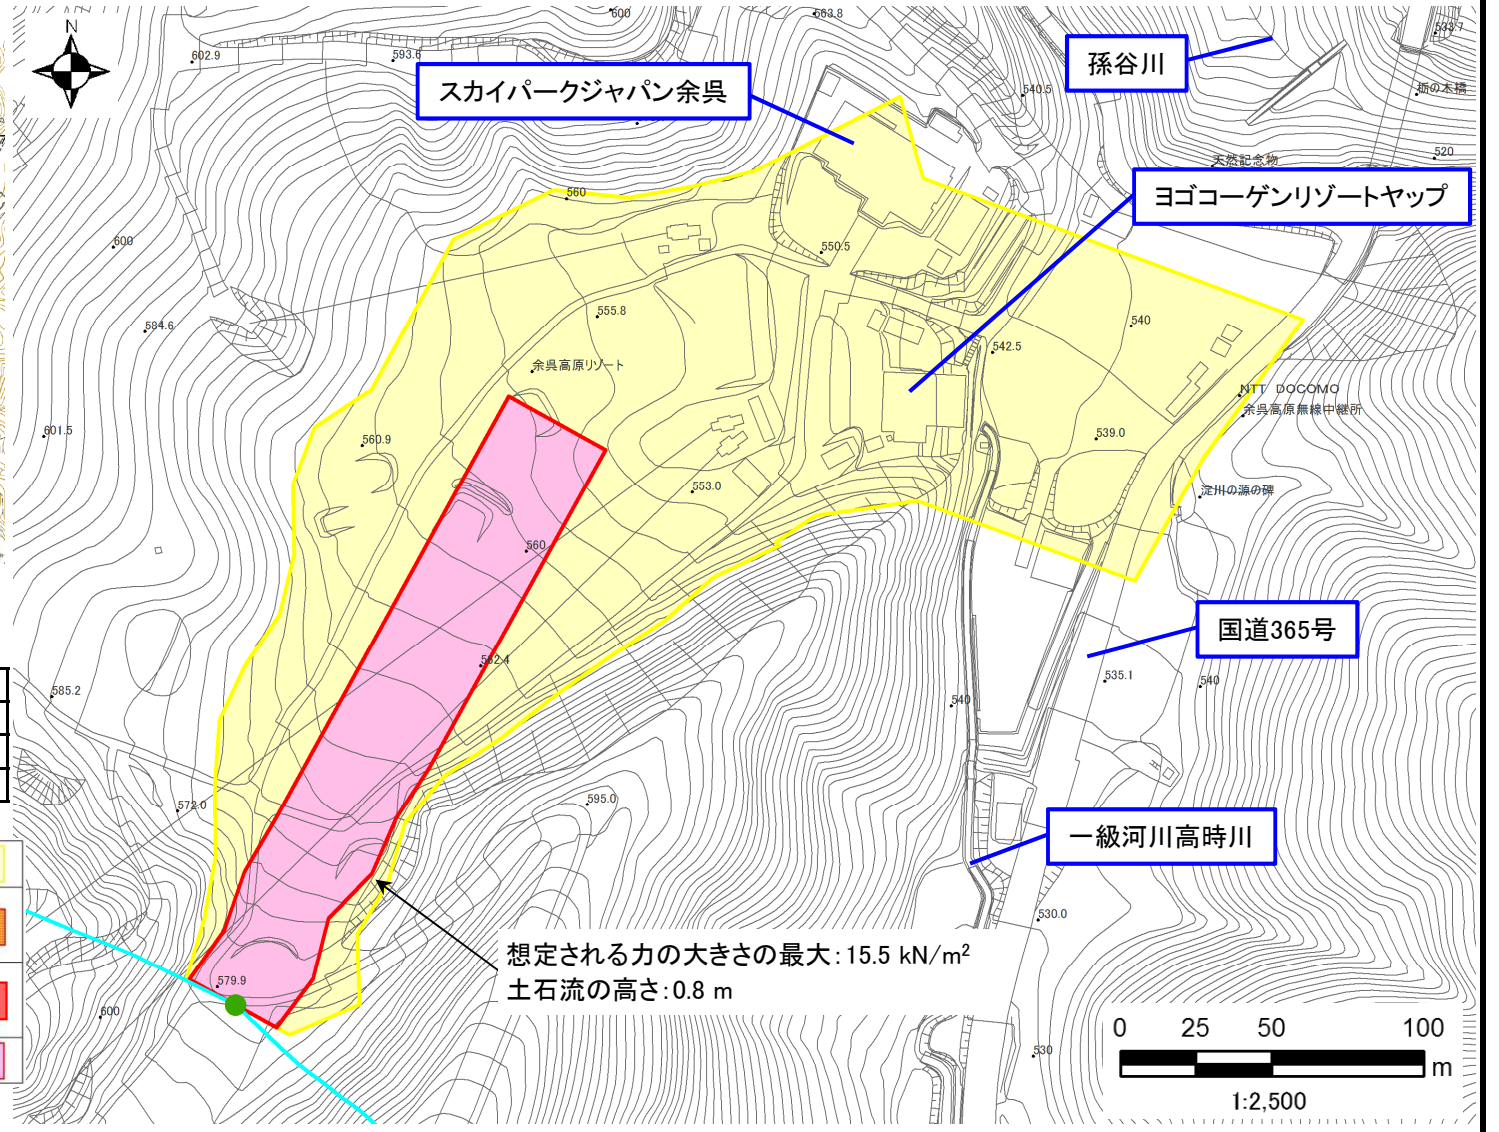 N
600
563.8
533.7
602.9
593.6
スカイパークジャパン余呉
孫谷川
540.5
栃の木橋
520
天然記念物
ヨゴコーゲンリゾートヤップ
560
600
550.5
555.8
540
584.6
542.5
余呉高原リゾート
NTT DOCOMO
余呉高原無線中継所
601.5
560.9
539.0
553.0
淀川の源の碑
560
国道365号
562.4
585.2
535.1
540
540
572.0
595.0
一級河川高時川
530.0
想定される力の大きさの最大：15.5 kN/m²
土石流の高さ：0.8 m
579.9
600
530
0 25 50 100
m
1:2,500